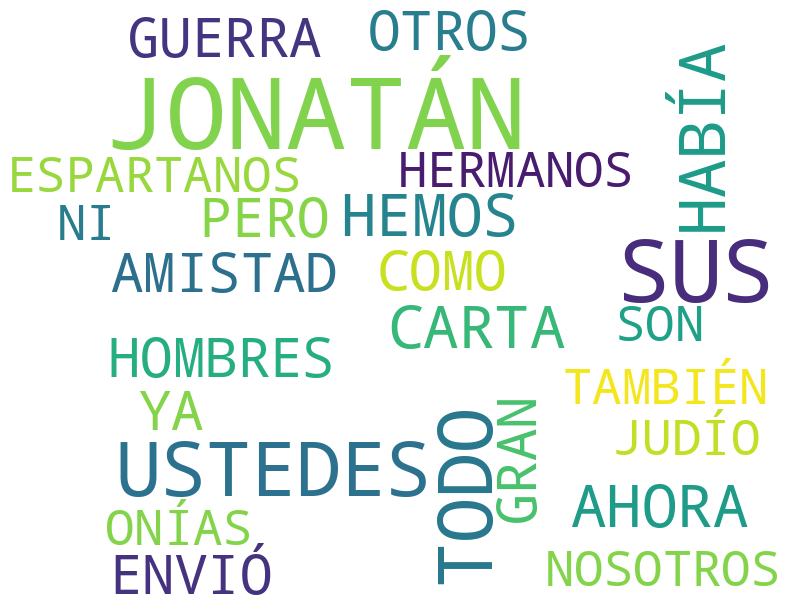 GUERRA
OTROS
JONATÁN
HABÍA
ESPARTANOS
HERMANOS
NI
PERO
HEMOS
AMISTAD
COMO
SUS
CARTA
SON
HOMBRES
TAMBIÉN
YA
GRAN
JUDÍO
USTEDES
TODO
AHORA
ONÍAS
ENVIÓ
NOSOTROS